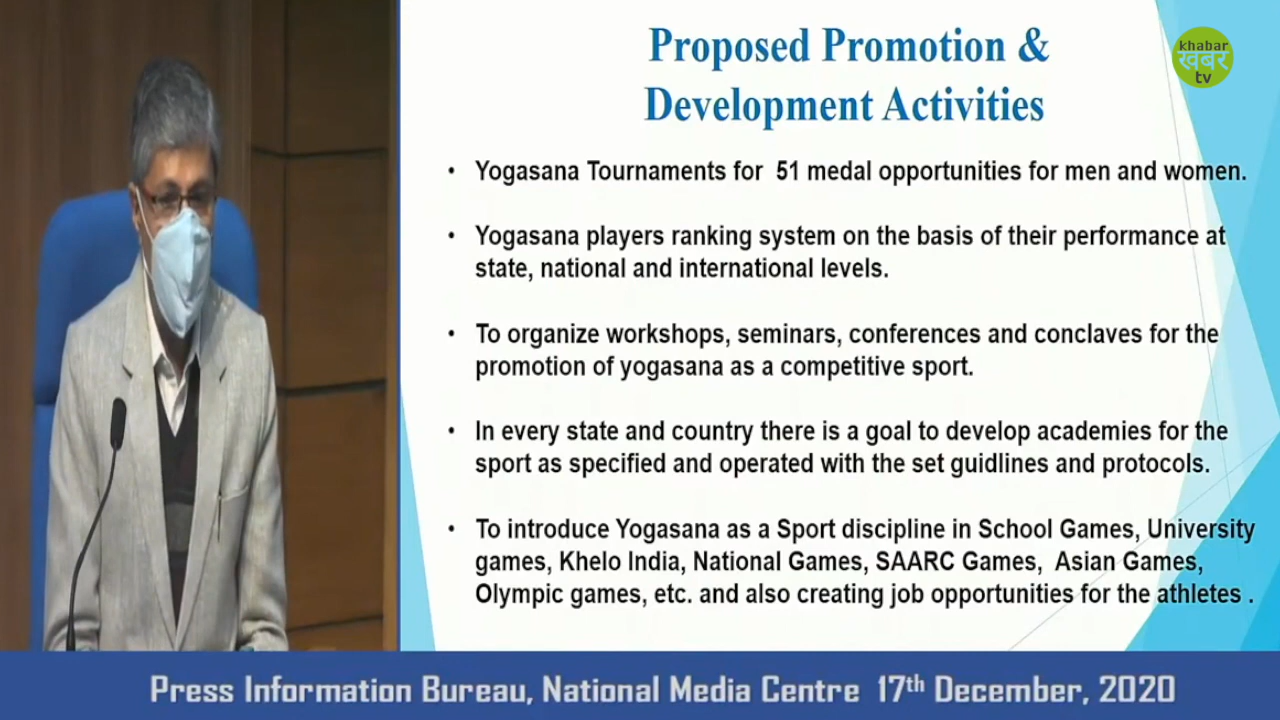 Proposed Promotion &
Development Activities
khabar
खबर
tv
• Yogasana Tournaments for 51 medal opportunities for men and women.
• Yogasana players ranking system on the basis of their performance at
state, national and international levels.
• To organize workshops, seminars, conferences and conclaves for the
promotion of yogasana as a competitive sport.
• In every state and country there is a goal to develop academies for the
sport as specified and operated with the set guidlines and protocols.
• To introduce Yogasana as a Sport discipline in School Games, University
games, Khelo India, National Games, SAARC Games, Asian Games,
Olympic games, etc. and also creating job opportunities for the athletes .
Press Information Bureau, National Media Centre 17th December, 2020